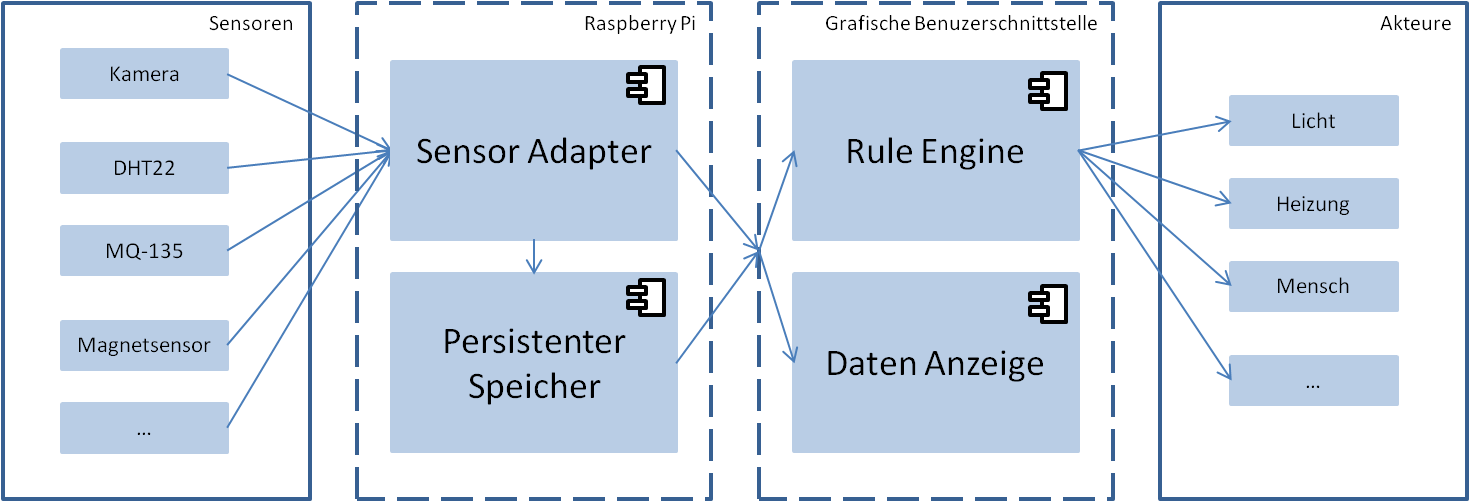 Sensoren
Kamera
DHT22
MQ-135
Magnetsensor
...
Raspberry Pi
Sensor Adapter
Persistenter
Speicher
Grafische Benuzerschnittstelle
Rule Engine
Daten Anzeige
Akteure
Licht
Heizung
Mensch
...